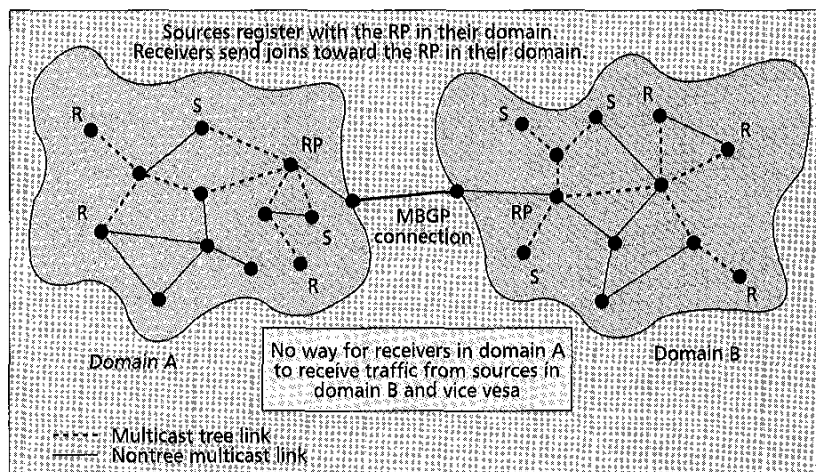 Sources register with the RP in their domain.
Receivers send joins toward the RP in their domain.
R
S
RP
R
S
R
Domain A
MBGP
connection
S
S
R
R
RP
S
R
Domain B
No way for receivers in domain A
to receive traffic from sources in
domain B and vice vesa
Multicast tree link
Nontree multicast link